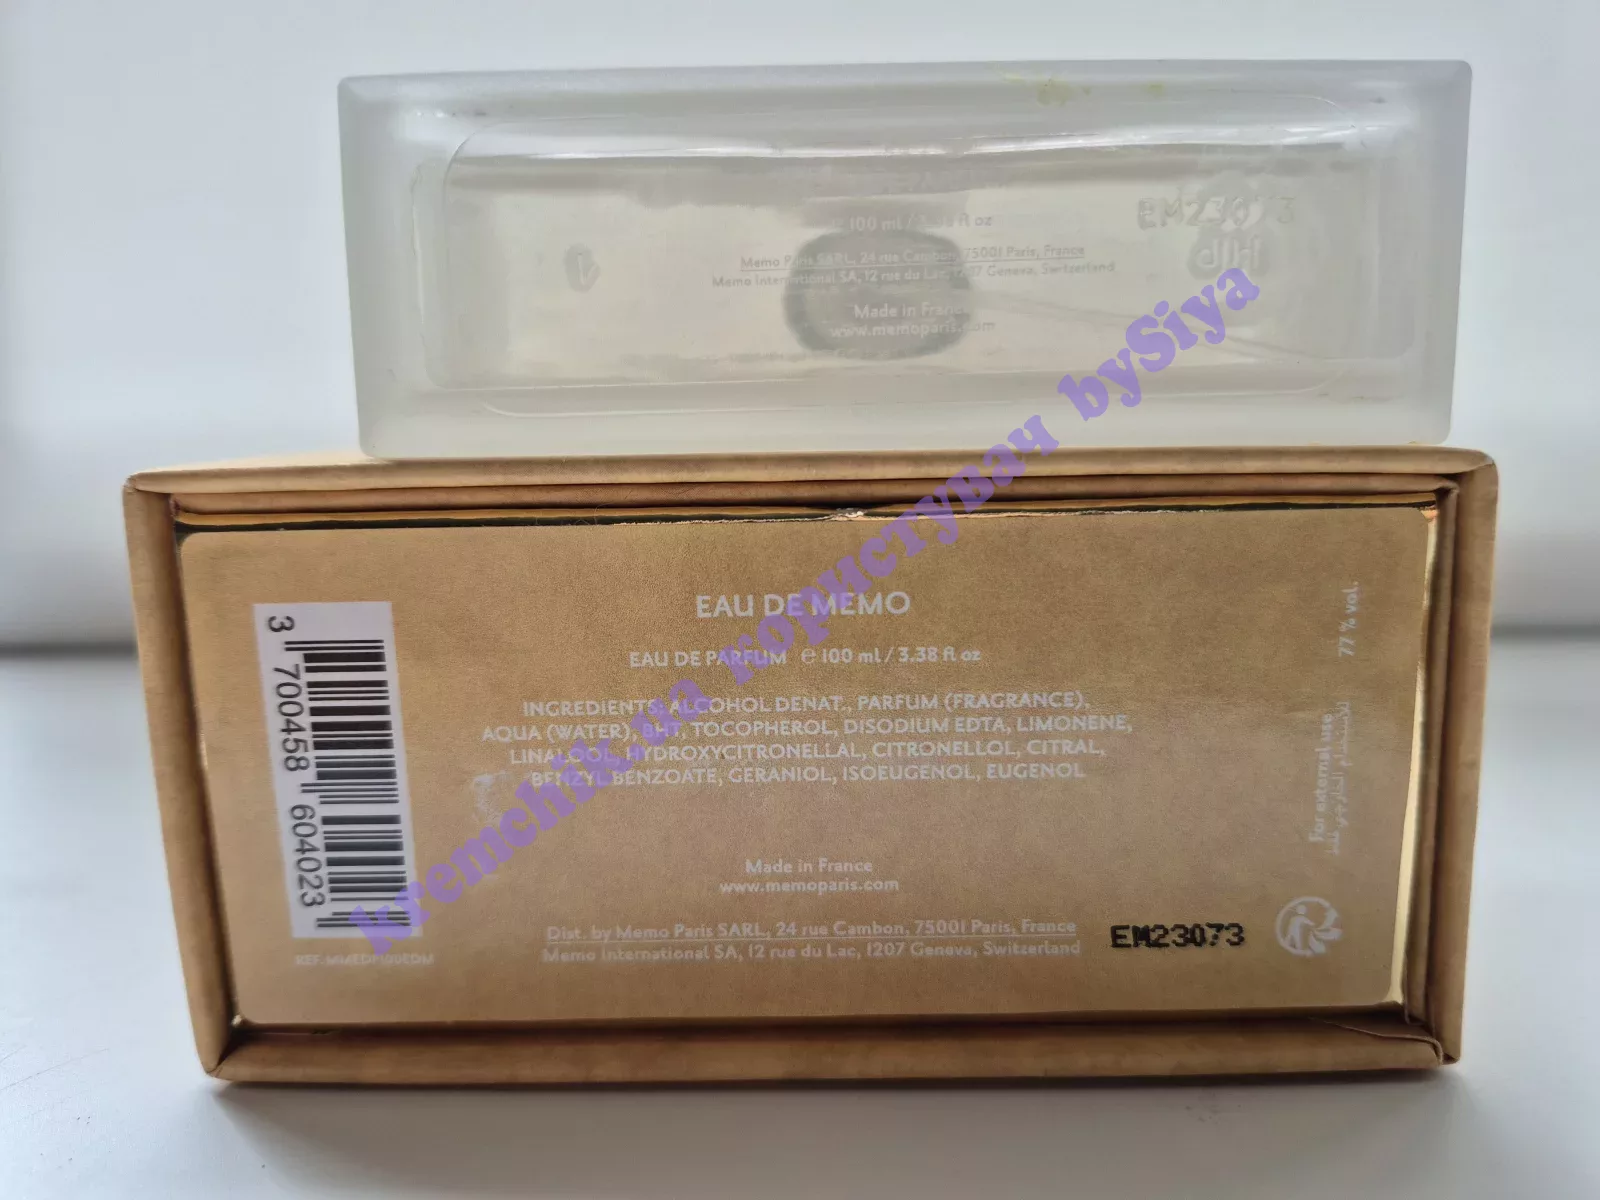 100 ml / 3.38 fl oz
Memo Paris SARL, 24 rue Cambon, 75001 Paris, France
Memo International SA, 12 rue du Lac, 1207 Geneva, Switzerland
Made in France
www.memoparis.com
EM23073
EAU DE MEMO
EAU DE PARFUM ℮ 100 ml / 3.38 fl oz
INGREDIENTS: ALCOHOL DENAT., PARFUM (FRAGRANCE),
AQUA (WATER), BHT, TOCOPHEROL, DISODIUM EDTA, LIMONENE,
LINALOOL, HYDROXYCITRONELLAL, CITRONELLOL, CITRAL,
BENZYL BENZOATE, GERANIOL, ISOEUGENOL, EUGENOL
Made in France
www.memoparis.com
Dist. by Memo Paris SARL, 24 rue Cambon, 75001 Paris, France
Memo International SA, 12 rue du Lac, 1207 Geneva, Switzerland
EM23073
3 700458 604023
77 % vol.
For external use
للاستخدام الخارجي فقط
kremchik.ua користувач bySiya